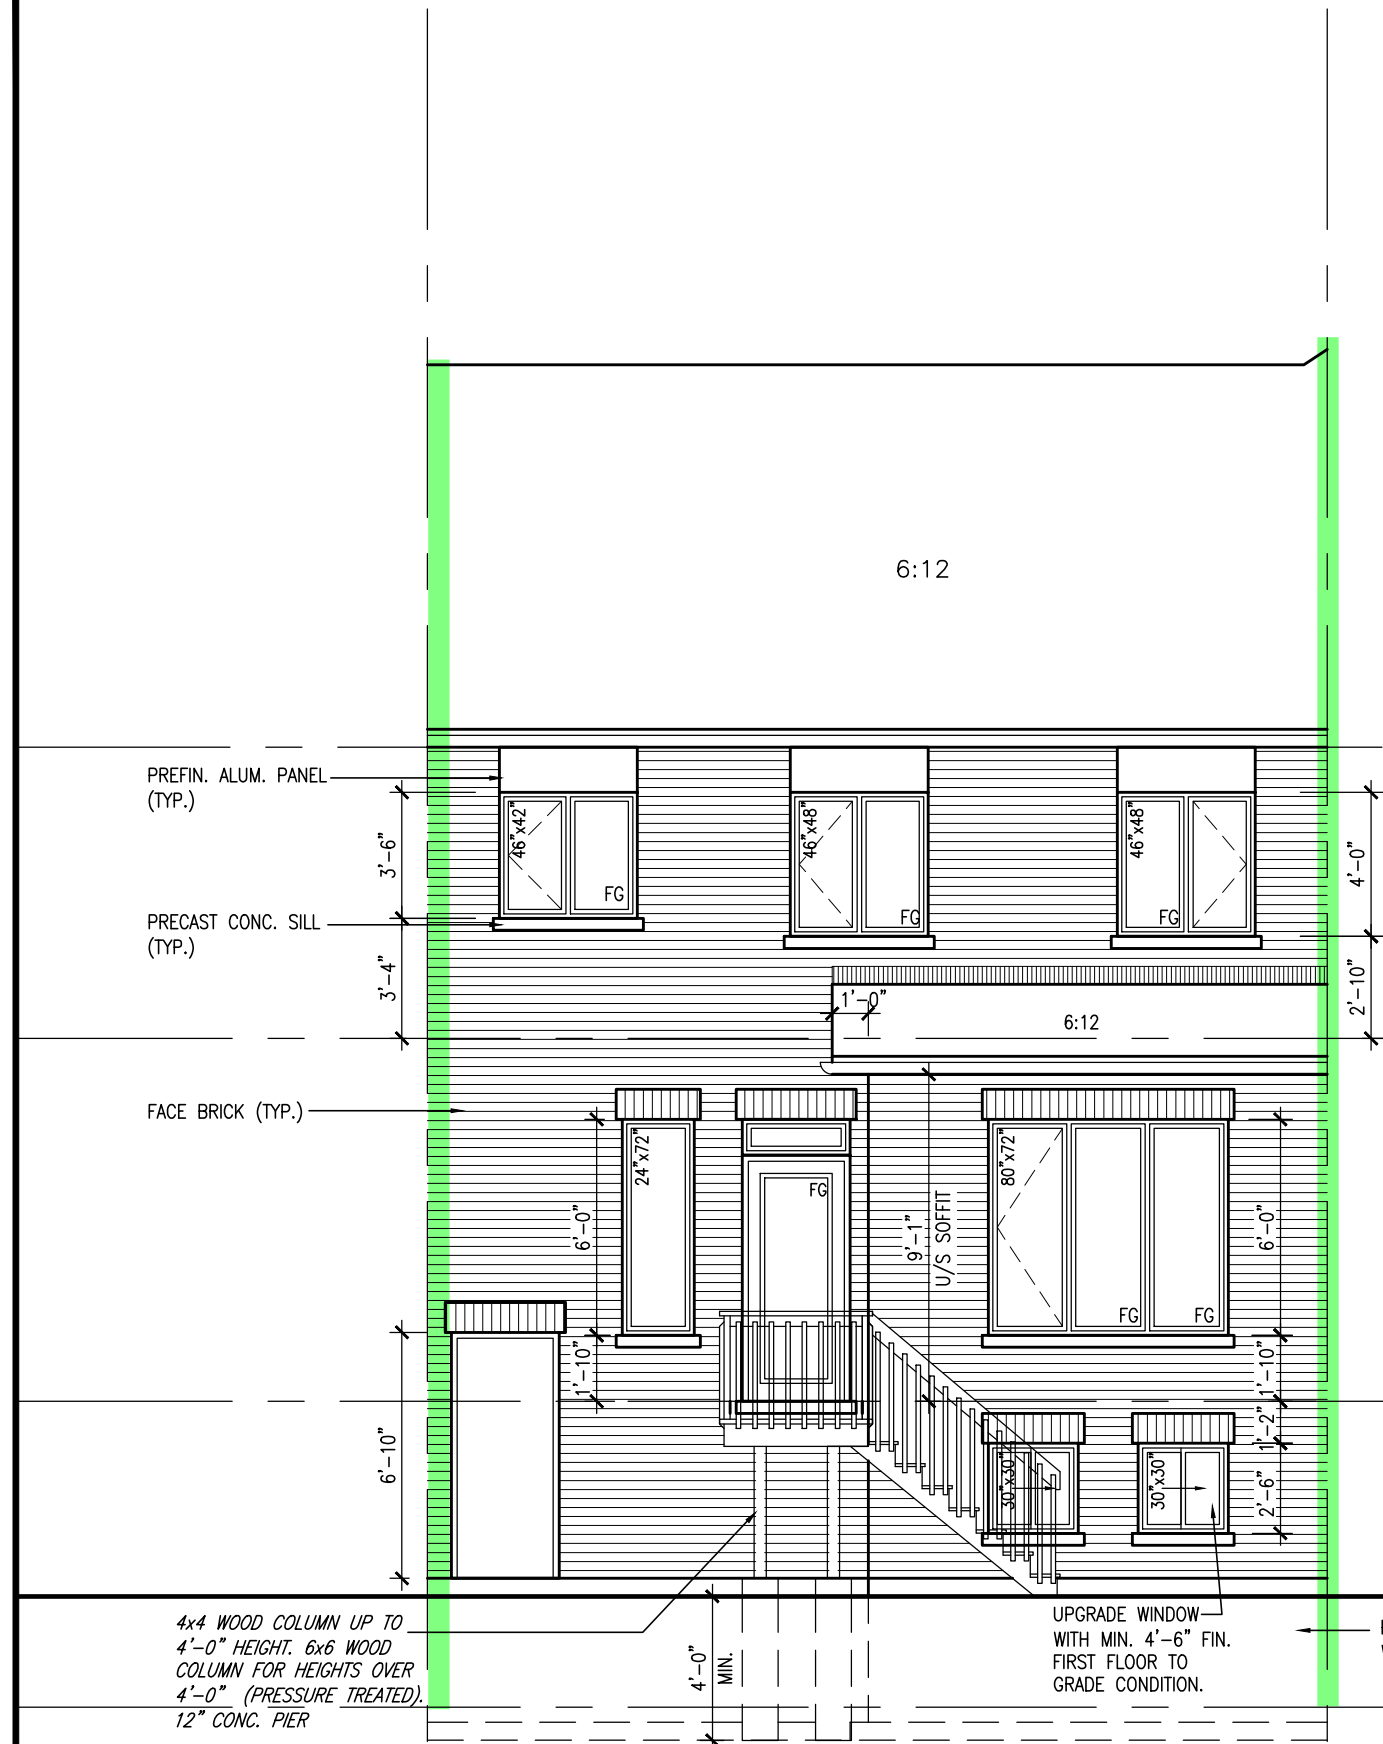 6:12
PREFIN. ALUM. PANEL
(TYP.)
46"x42"
46"x48"
46"x48"
3'-6"
4'-0"
FG
FG
FG
PRECAST CONC. SILL
(TYP.)
3'-4"
1'-0"
6:12
2'-10"
FACE BRICK (TYP.)
24"x72"
80"x72"
FG
6'-0"
9'-1"
U/S SOFFIT
6'-0"
FG
FG
1'-10"
1'-10"
6'-10"
1'-2"
30"x30"
30"x30"
2'-6"
4x4 WOOD COLUMN UP TO
4'-0" HEIGHT. 6x6 WOOD
COLUMN FOR HEIGHTS OVER
4'-0" (PRESSURE TREATED).
12" CONC. PIER
4'-0"
MIN.
UPGRADE WINDOW
WITH MIN. 4'-6" FIN.
FIRST FLOOR TO
GRADE CONDITION.